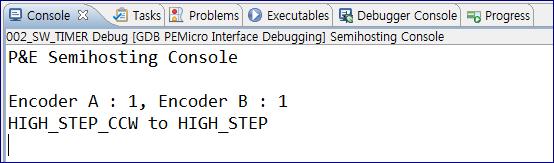 Console Tasks Problems Executables Debugger Console Progress
002_SW_TIMER Debug [GDB PEMicro Interface Debugging] Semihosting Console
P&E Semihosting Console
Encoder A : 1, Encoder B : 1
HIGH_STEP_CCW to HIGH_STEP